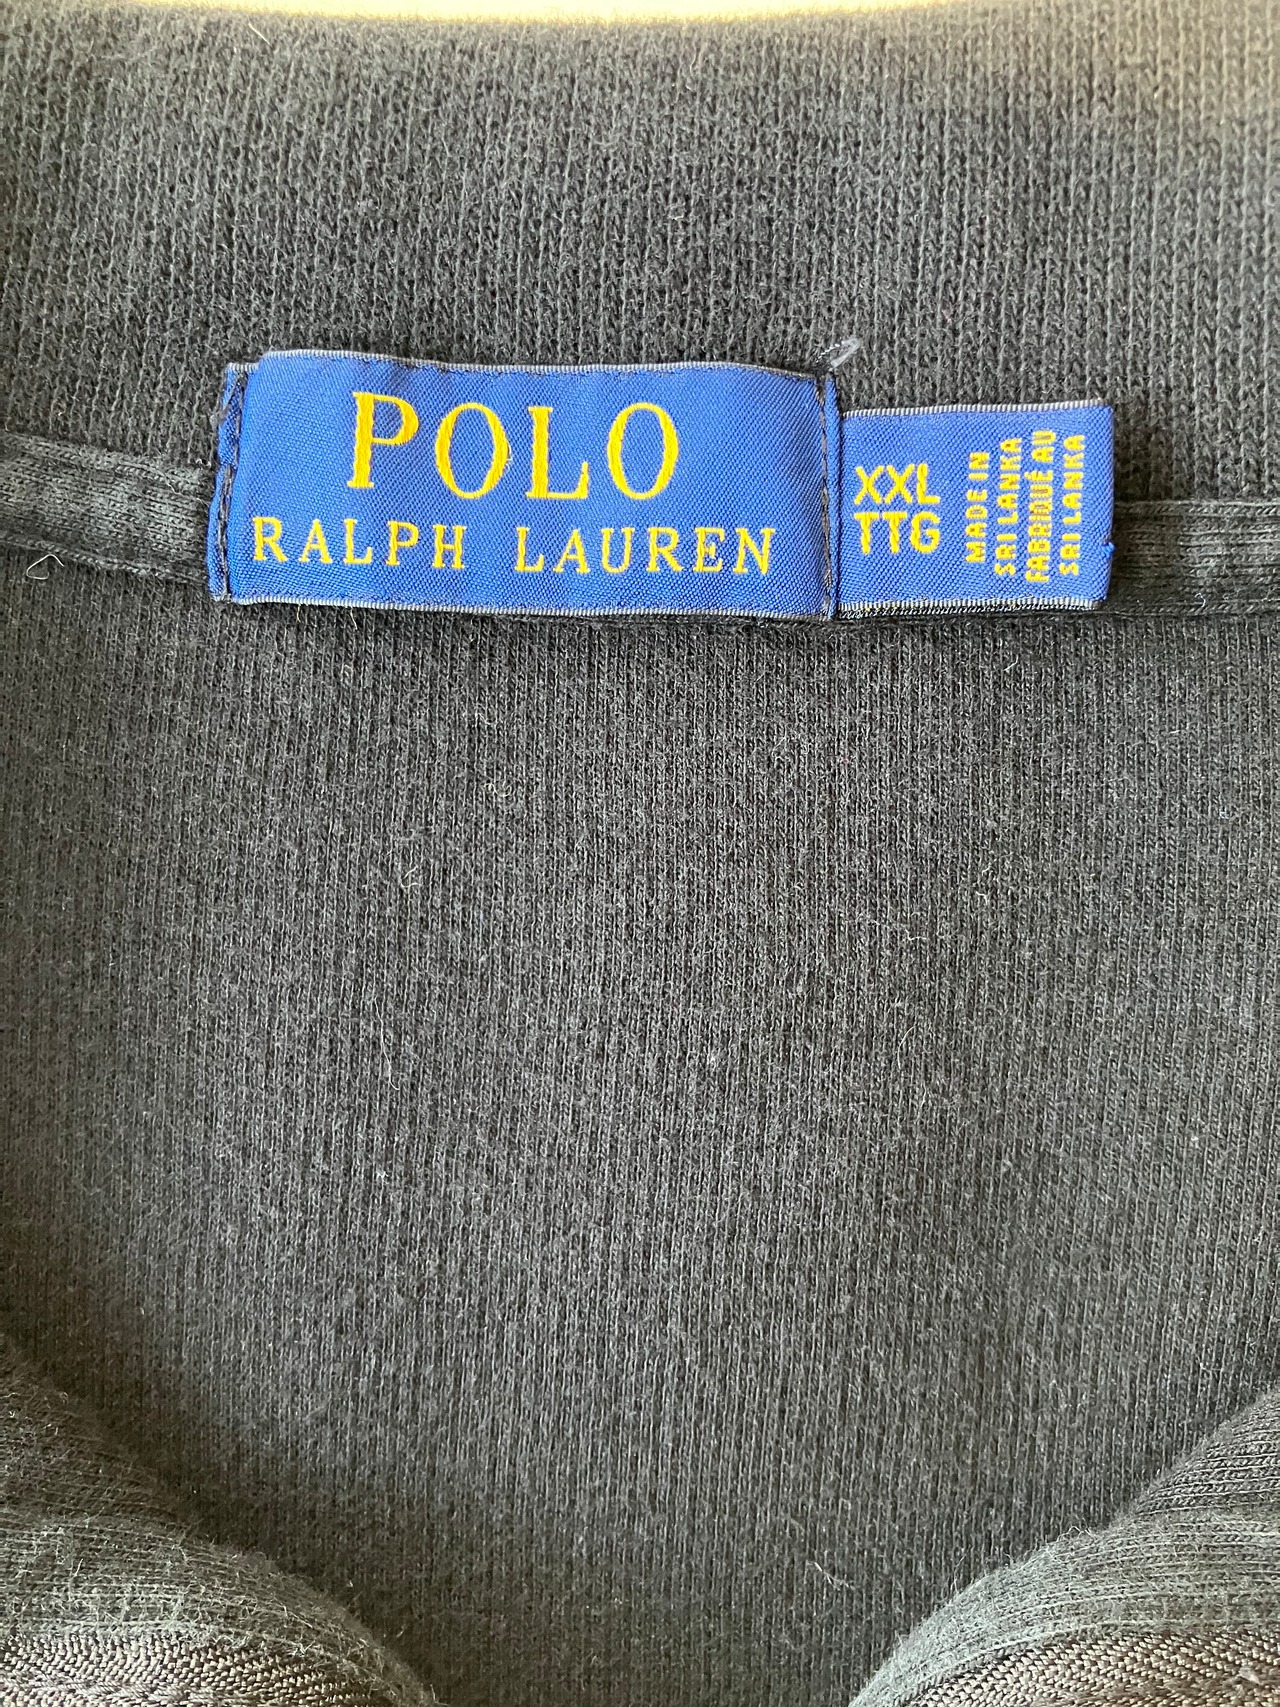 POLO
RALPH LAUREN
XXL
TTG
MADE IN
SRI LANKA
FABRIQUÉ AU
SRI LANKA